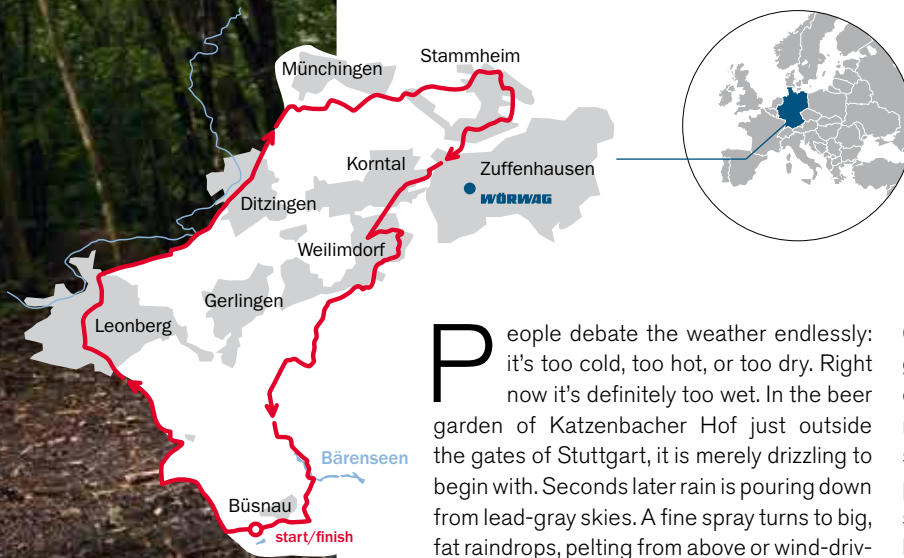 Münchingen
Stammheim
Korntal
Zuffenhausen
WÖRWAG
Ditzingen
Weilimdorf
Gerlingen
Leonberg
Bärenseen
Büsnau
start/finish
People debate the weather endlessly:
it's too cold, too hot, or too dry. Right
now it's definitely too wet. In the beer
garden of Katzenbacher Hof just outside
the gates of Stuttgart, it is merely drizzling to
begin with. Seconds later rain is pouring down
from lead-gray skies. A fine spray turns to big,
fat raindrops, pelting from above or wind-driv-